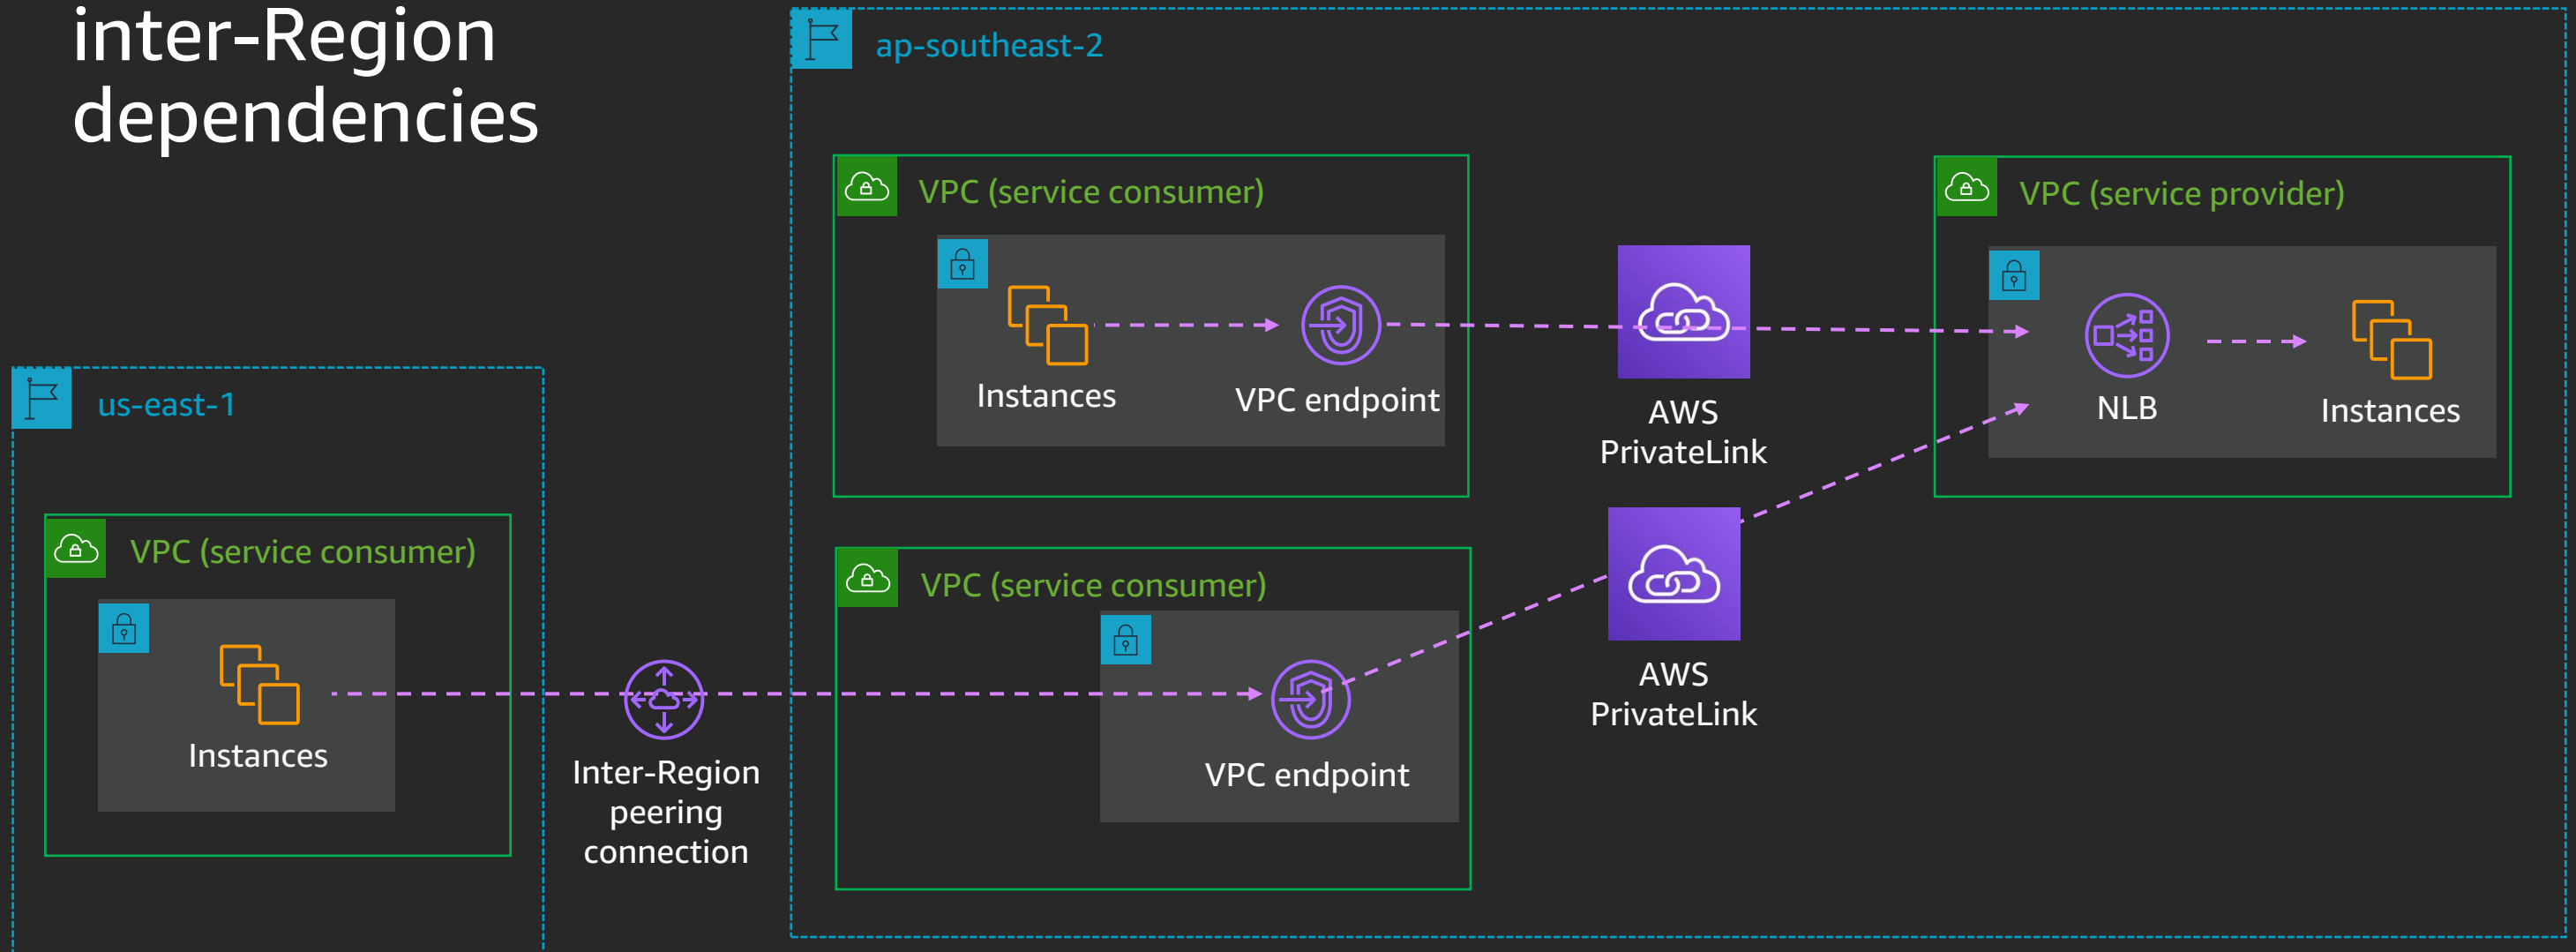 inter-Region
dependencies
ap-southeast-2
VPC (service consumer)
Instances
VPC endpoint
AWS
PrivateLink
VPC (service provider)
NLB
Instances
us-east-1
VPC (service consumer)
Instances
Inter-Region
peering
connection
VPC (service consumer)
VPC endpoint
AWS
PrivateLink